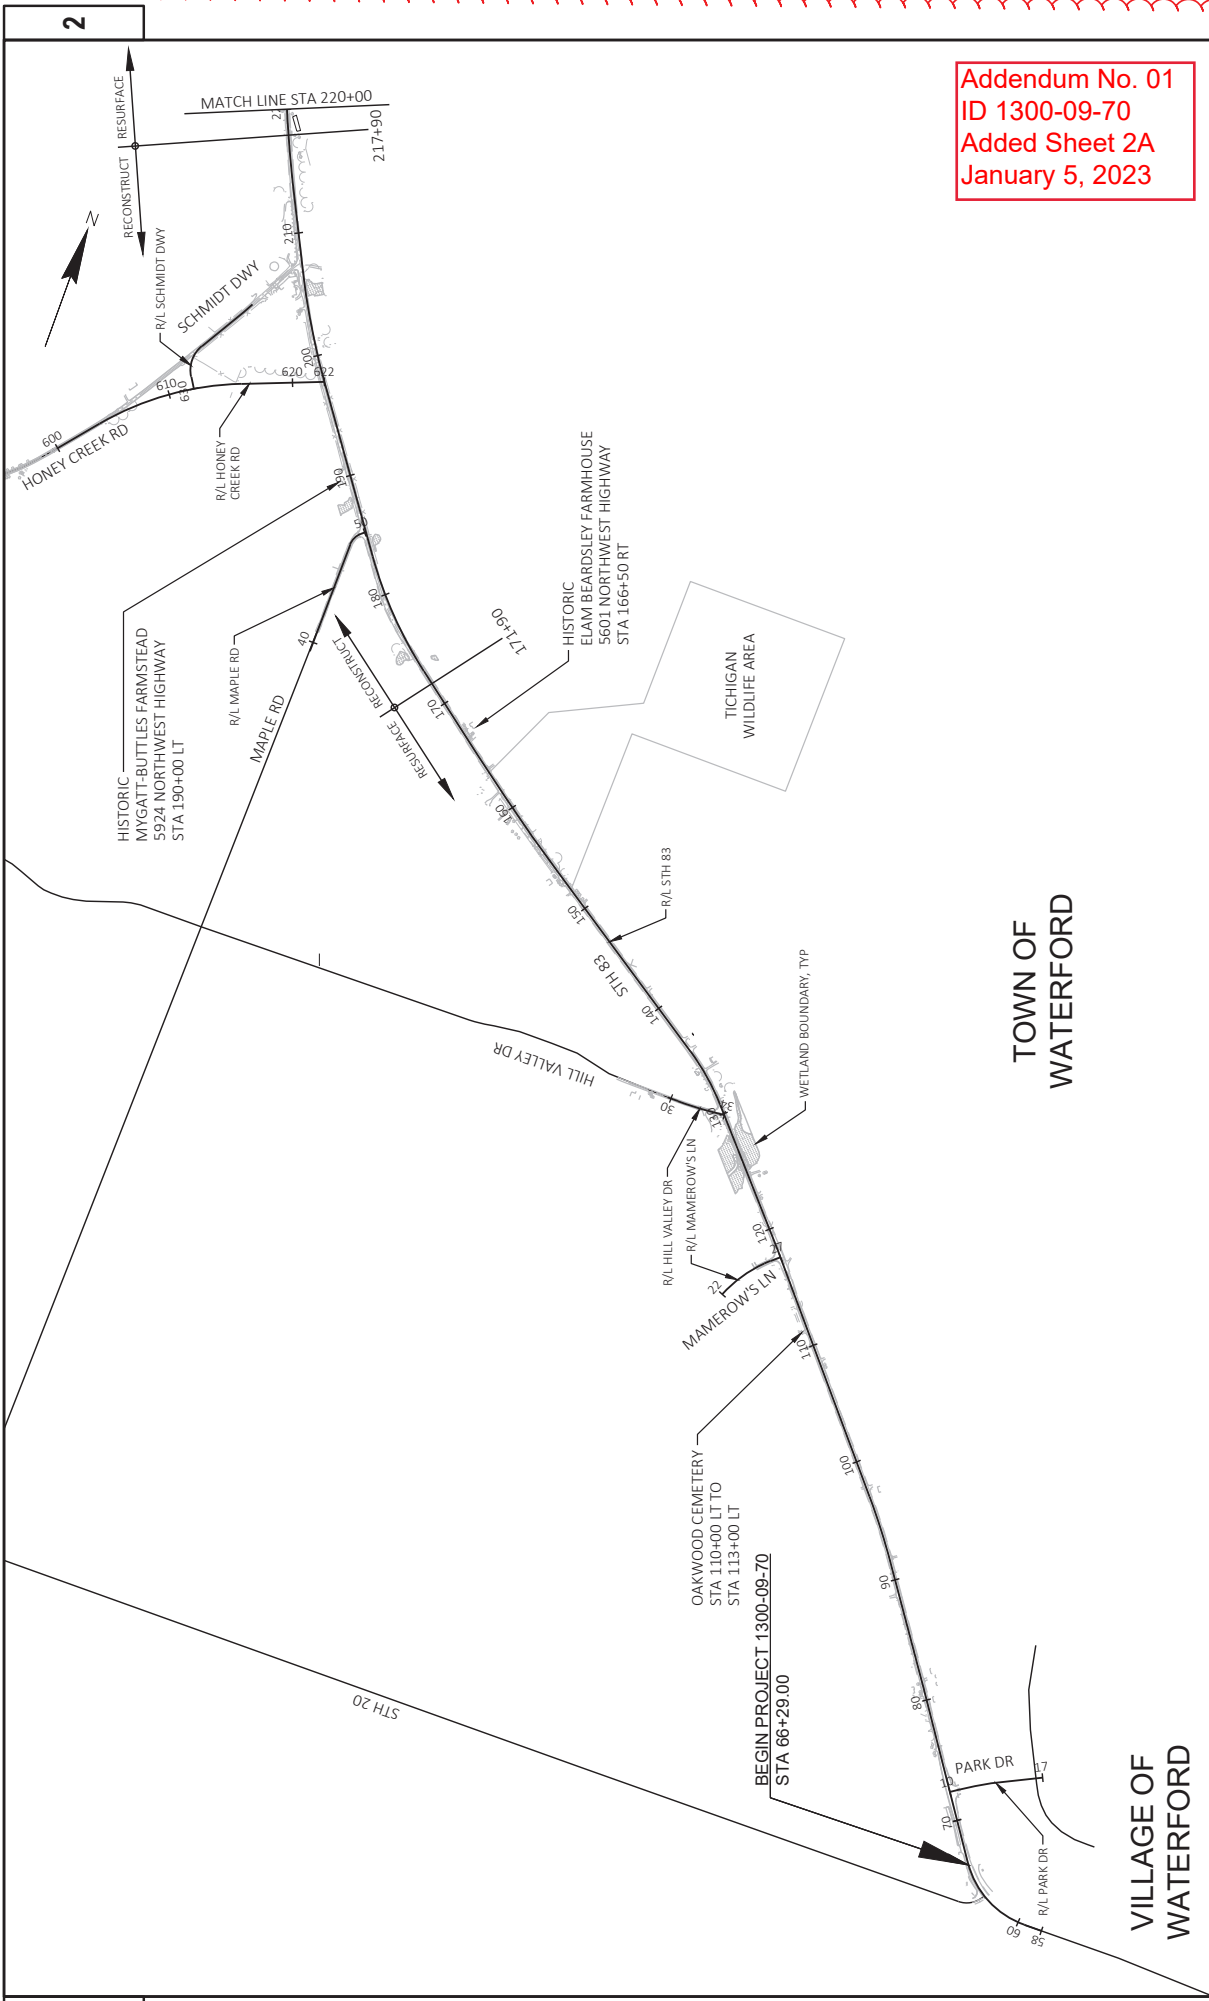 2
Addendum No. 01
ID 1300-09-70
Added Sheet 2A
January 5, 2023
RESURFACE
RECONSTRUCT
MATCH LINE STA 220+00
217+90
N
R/L SCHMIDT DWY
SCHMIDT DWY
210
200
622
620
610
630
600
HONEY CREEK RD
R/L HONEY
CREEK RD
190
HISTORIC
MYGATT-BUTTLES FARMSTEAD
5924 NORTHWEST HIGHWAY
STA 190+00 LT
R/L MAPLE RD
40
MAPLE RD
180
RECONSTRUCT
RESURFACE
171+90
170
HISTORIC
ELAM BEARDSLEY FARMHOUSE
5601 NORTHWEST HIGHWAY
STA 166+50 RT
TICHIGAN
WILDLIFE AREA
160
150
R/L STH 83
STH 83
140
HILL VALLEY DR
30
34
130
WETLAND BOUNDARY, TYP
R/L HILL VALLEY DR
R/L MAMEROW'S LN
120
27
22
MAMEROW'S LN
110
OAKWOOD CEMETERY
STA 110+00 LT TO
STA 113+00 LT
100
90
BEGIN PROJECT 1300-09-70
STA 66+29.00
80
STH 20
10
PARK DR
17
70
R/L PARK DR
60
58
TOWN OF
WATERFORD
VILLAGE OF
WATERFORD